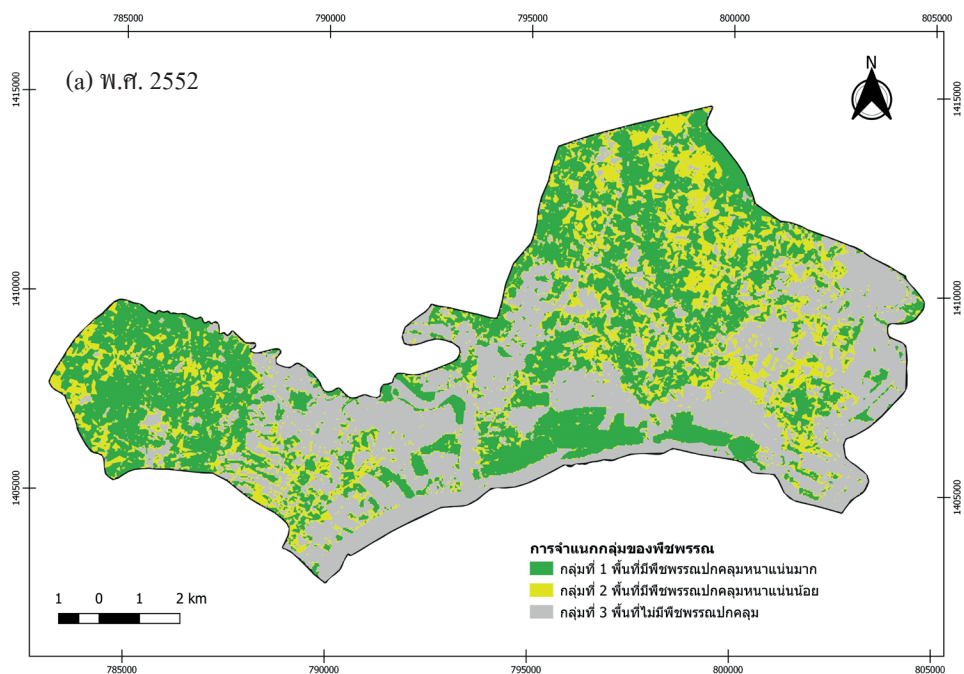 785000 790000 795000 800000 805000
(a) พ.ศ. 2552
N
1415000 1415000
1410000 1410000
1405000 1405000
การจำแนกกลุ่มของพืชพรรณ
กลุ่มที่ 1 พื้นที่มีพืชพรรณปกคลุมหนาแน่นมาก
กลุ่มที่ 2 พื้นที่มีพืชพรรณปกคลุมหนาแน่นน้อย
กลุ่มที่ 3 พื้นที่ไม่มีพืชพรรณปกคลุม
1 0 1 2 km
785000 790000 795000 800000 805000